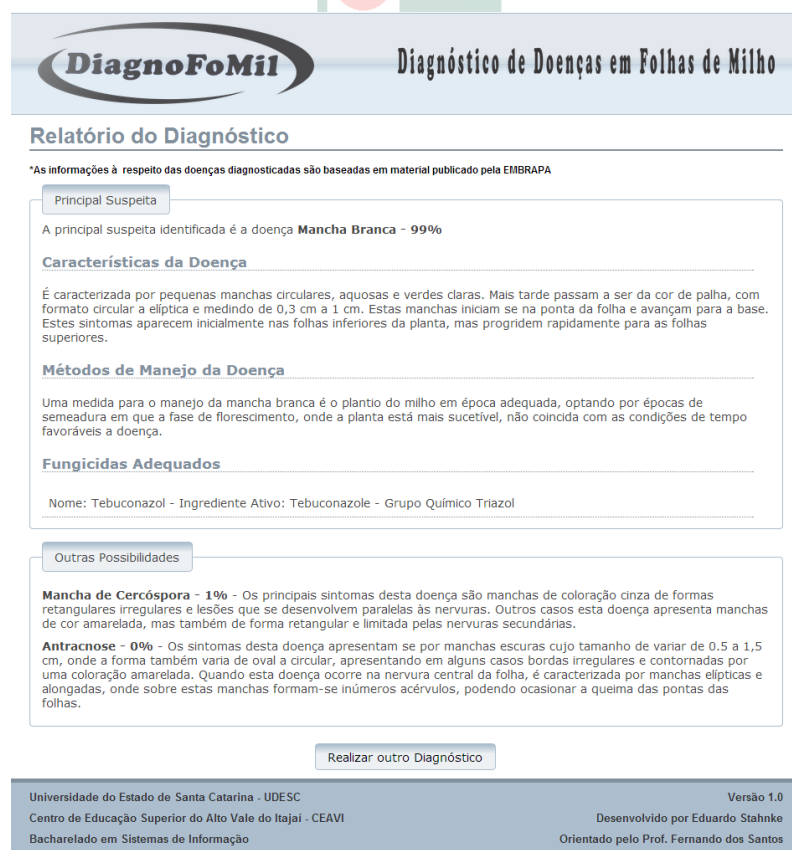 DiagnoFoMil
Diagnóstico de Doenças em Folhas de Milho
Relatório do Diagnóstico
*As informações à respeito das doenças diagnosticadas são baseadas em material publicado pela EMBRAPA
Principal Suspeita
A principal suspeita identificada é a doença Mancha Branca - 99%
Características da Doença
É caracterizada por pequenas manchas circulares, aquosas e verdes claras. Mais tarde passam a ser da cor de palha, com
formato circular a elíptica e medindo de 0,3 cm a 1 cm. Estas manchas iniciam se na ponta da folha e avançam para a base.
Estes sintomas aparecem inicialmente nas folhas inferiores da planta, mas progridem rapidamente para as folhas
superiores.
Métodos de Manejo da Doença
Uma medida para o manejo da mancha branca é o plantio do milho em época adequada, optando por épocas de
semeadura em que a fase de florescimento, onde a planta está mais sucetível, não coincida com as condições de tempo
favoráveis a doença.
Fungicidas Adequados
Nome: Tebuconazol - Ingrediente Ativo: Tebuconazole - Grupo Químico Triazol
Outras Possibilidades
Mancha de Cercóspora - 1% - Os principais sintomas desta doença são manchas de coloração cinza de formas
retangulares irregulares e lesões que se desenvolvem paralelas às nervuras. Outros casos esta doença apresenta manchas
de cor amarelada, mas também de forma retangular e limitada pelas nervuras secundárias.
Antracnose - 0% - Os sintomas desta doença apresentam se por manchas escuras cujo tamanho de variar de 0.5 a 1,5
cm, onde a forma também varia de oval a circular, apresentando em alguns casos bordas irregulares e contornadas por
uma coloração amarelada. Quando esta doença ocorre na nervura central da folha, é caracterizada por manchas elípticas e
alongadas, onde sobre estas manchas formam-se inúmeros acérvulos, podendo ocasionar a queima das pontas das
folhas.
Realizar outro Diagnóstico
Universidade do Estado de Santa Catarina - UDESC
Versão 1.0
Centro de Educação Superior do Alto Vale do Itajaí - CEAVI
Desenvolvido por Eduardo Stahnke
Bacharelado em Sistemas de Informação
Orientado pelo Prof. Fernando dos Santos